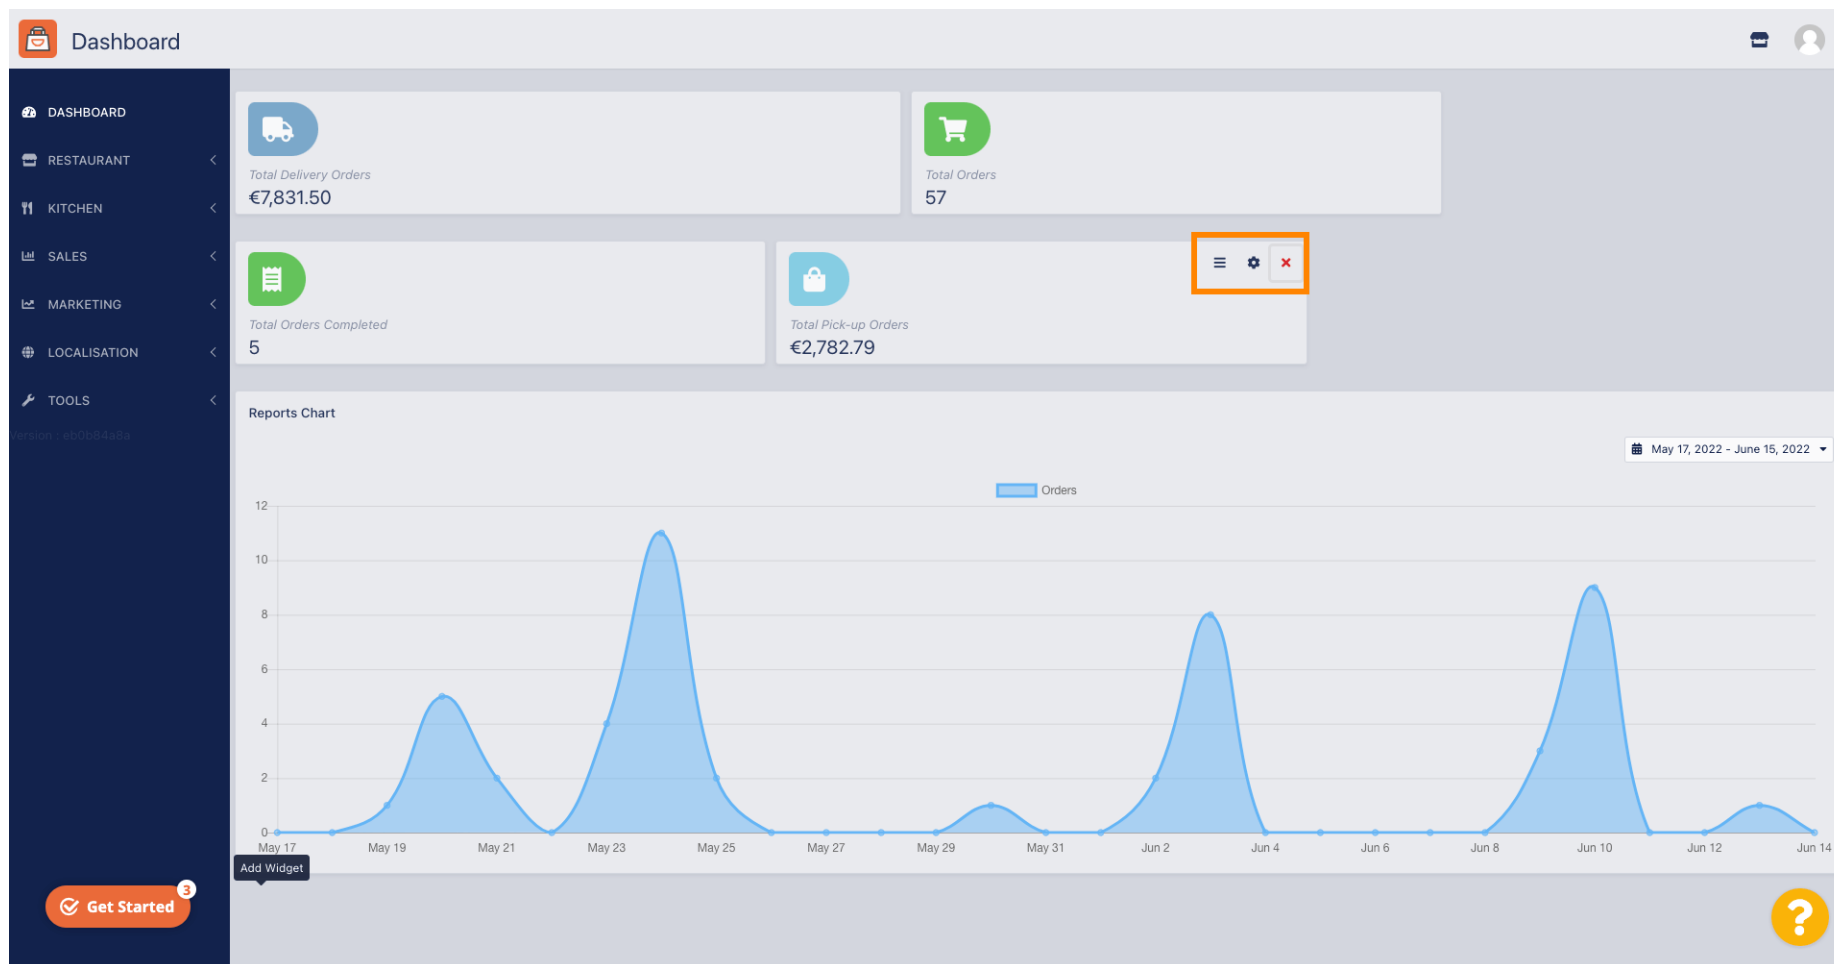 Dashboard
DASHBOARD
RESTAURANT
KITCHEN
SALES
MARKETING
LOCALISATION
TOOLS
Version : eb0b84a8a
3
Get Started
Total Delivery Orders
€7,831.50
Total Orders
57
Total Orders Completed
5
Total Pick-up Orders
€2,782.79
Reports Chart
May 17, 2022 - June 15, 2022
Orders
12
10
8
6
4
2
0
May 17 May 19 May 21 May 23 May 25 May 27 May 29 May 31 Jun 2 Jun 4 Jun 6 Jun 8 Jun 10 Jun 12 Jun 14
Add Widget
?